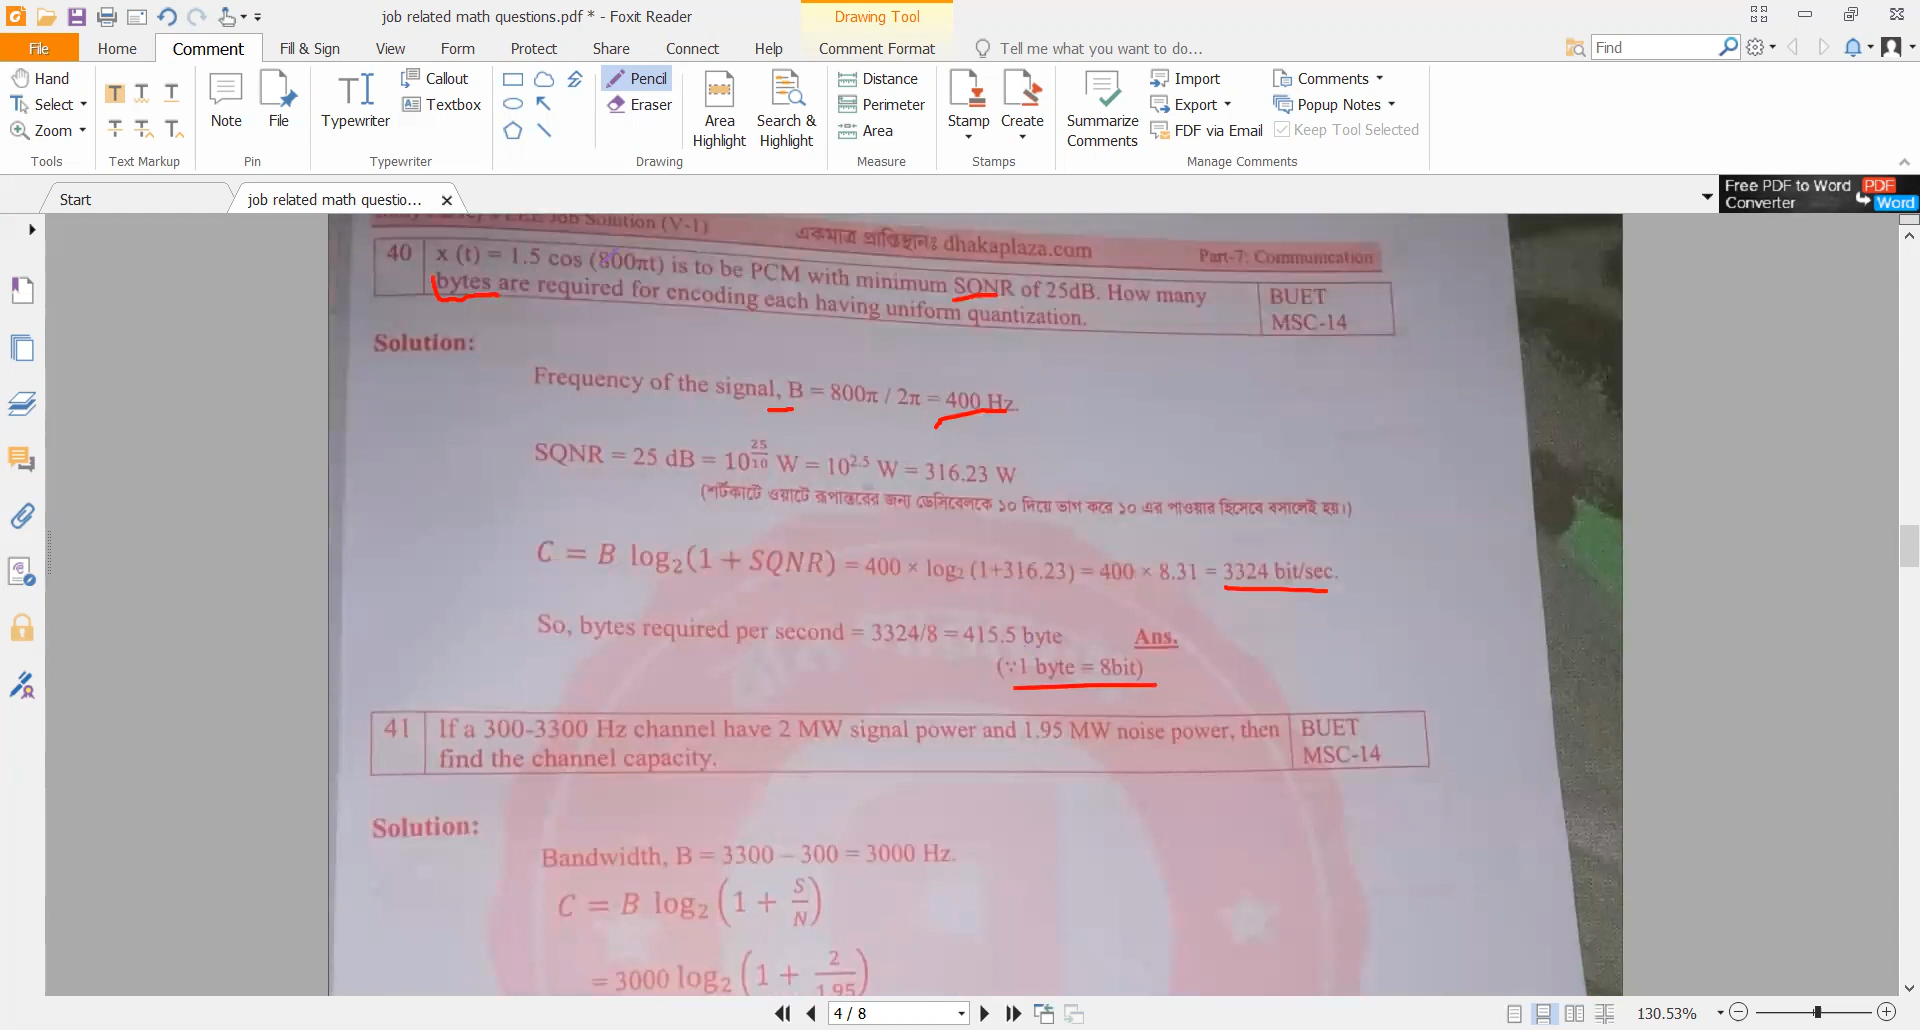 job related math questions.pdf * - Foxit Reader
Drawing Tool
File Home Comment Fill & Sign View Form Protect Share Connect Help Comment Format Tell me what you want to do... Find
Hand
Select
Zoom
Tools
Text Markup
Note
File
Pin
Typewriter
Callout
Textbox
Typewriter
Pencil
Eraser
Area Highlight
Search & Highlight
Drawing
Distance
Perimeter
Area
Measure
Stamp
Create
Stamps
Summarize Comments
Import
Export
FDF via Email
Comments
Popup Notes
Keep Tool Selected
Manage Comments
Start
job related math questio...
Free PDF to Word
Converter
PDF
Word
Job Solution (V-1)
একমাত্র প্রাপ্তিস্থানঃ dhakaplaza.com
Part-7: Communication
40 x (t) = 1.5 cos (800πt) is to be PCM with minimum SQNR of 25dB. How many
bytes are required for encoding each having uniform quantization.
BUET
MSC-14
Solution:
Frequency of the signal, B = 800π / 2π = 400 Hz.
SQNR = 25 dB = 10^(25/10) W = 10^2.5 W = 316.23 W
(শর্টকাটে ওয়াটে রূপান্তরের জন্য ডেসিবেলকে ১০ দিয়ে ভাগ করে ১০ এর পাওয়ার হিসেবে বসালেই হয়।)
C = B log₂(1 + SQNR) = 400 × log₂ (1+316.23) = 400 × 8.31 = 3324 bit/sec.
So, bytes required per second = 3324/8 = 415.5 byte Ans.
(∵1 byte = 8bit)
41 If a 300-3300 Hz channel have 2 MW signal power and 1.95 MW noise power, then
find the channel capacity.
BUET
MSC-14
Solution:
Bandwidth, B = 3300 – 300 = 3000 Hz.
C = B log₂ (1 + S/N)
= 3000 log₂ (1 + 2/1.95)
4 / 8
130.53%